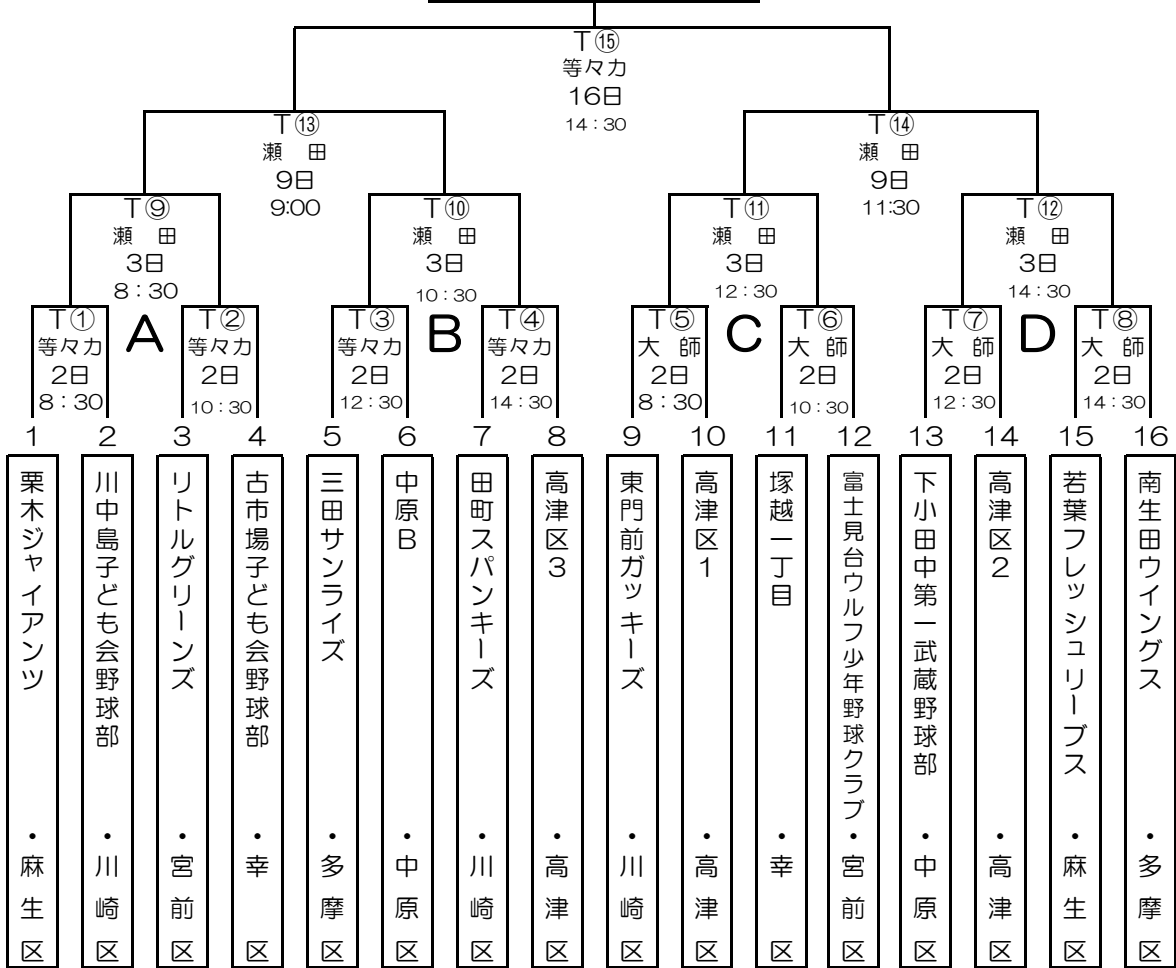 T⑮
等々力
16日
14：30
T⑬
瀬 田
9日
9:00
T⑭
瀬 田
9日
11:30
T⑨
瀬 田
3日
8：30
T⑩
瀬 田
3日
10：30
T⑪
瀬 田
3日
12：30
T⑫
瀬 田
3日
14：30
A
B
C
D
T①
等々力
2日
8：30
T②
等々力
2日
10：30
T③
等々力
2日
12：30
T④
等々力
2日
14：30
T⑤
大 師
2日
8：30
T⑥
大 師
2日
10：30
T⑦
大 師
2日
12：30
T⑧
大 師
2日
14：30
1
栗木ジャイアンツ ・麻生区
2
川中島子ども会野球部 ・川崎区
3
リトルグリーンズ ・宮前区
4
古市場子ども会野球部 ・幸 区
5
三田サンライズ ・多摩区
6
中原B ・中原区
7
田町スパンキーズ ・川崎区
8
高津区3 ・高津区
9
東門前ガッキーズ ・川崎区
10
高津区1 ・高津区
11
塚越一丁目 ・幸 区
12
富士見台ウルフ少年野球クラブ・宮前区
13
下小田中第一武蔵野球部 ・中原区
14
高津区2 ・高津区
15
若葉フレッシュリーブス ・麻生区
16
南生田ウイングス ・多摩区